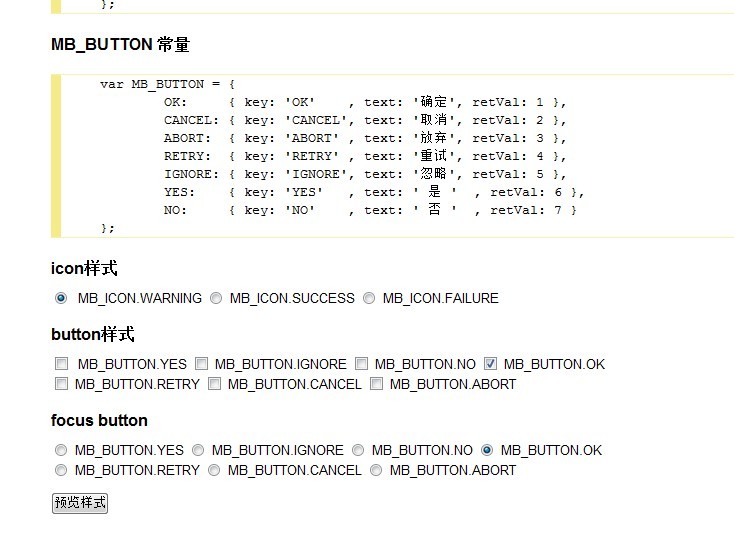 };
MB_BUTTON 常量
var MB_BUTTON = {
OK: { key: 'OK' , text: '确定', retVal: 1 },
CANCEL: { key: 'CANCEL', text: '取消', retVal: 2 },
ABORT: { key: 'ABORT' , text: '放弃', retVal: 3 },
RETRY: { key: 'RETRY' , text: '重试', retVal: 4 },
IGNORE: { key: 'IGNORE', text: '忽略', retVal: 5 },
YES: { key: 'YES' , text: ' 是 ' , retVal: 6 },
NO: { key: 'NO' , text: ' 否 ' , retVal: 7 }
};
icon样式
MB_ICON.WARNING MB_ICON.SUCCESS MB_ICON.FAILURE
button样式
MB_BUTTON.YES MB_BUTTON.IGNORE MB_BUTTON.NO MB_BUTTON.OK
MB_BUTTON.RETRY MB_BUTTON.CANCEL MB_BUTTON.ABORT
focus button
MB_BUTTON.YES MB_BUTTON.IGNORE MB_BUTTON.NO MB_BUTTON.OK
MB_BUTTON.RETRY MB_BUTTON.CANCEL MB_BUTTON.ABORT
预览样式